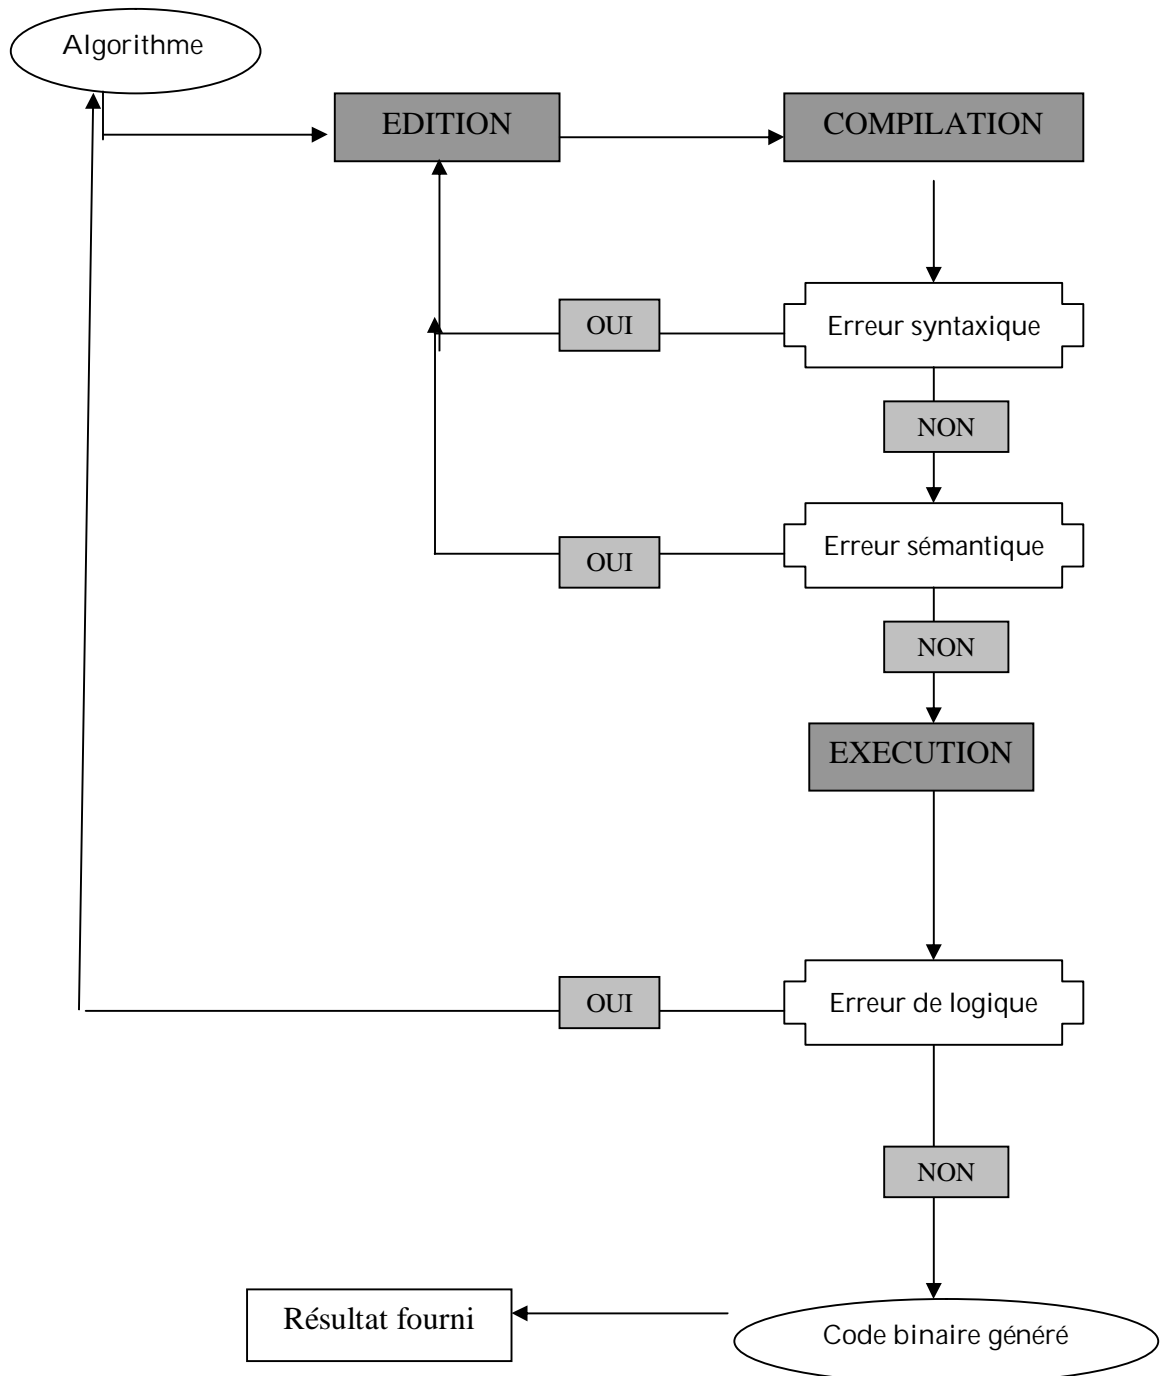 Algorithme
EDITION
COMPILATION
OUI
Erreur syntaxique
NON
OUI
Erreur sémantique
NON
EXECUTION
OUI
Erreur de logique
NON
Résultat fourni
Code binaire généré